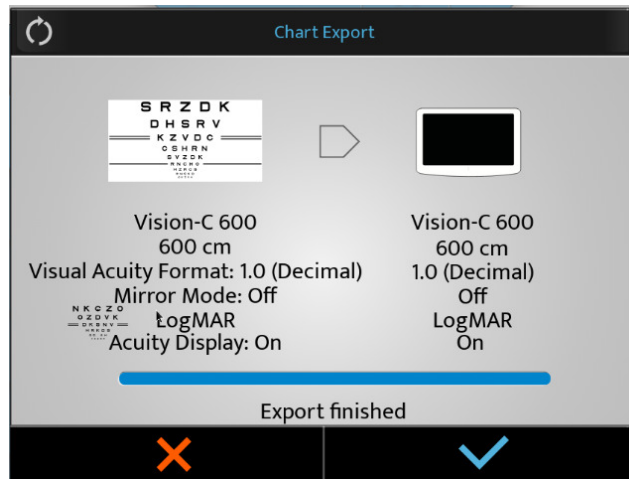 Chart Export
S R Z D K
D H S R V
K Z V D C
C S H R N
S V Z D K
Vision-C 600
600 cm
Visual Acuity Format: 1.0 (Decimal)
Mirror Mode: Off
LogMAR
Acuity Display: On
N K C Z O
O Z D V K
Vision-C 600
600 cm
1.0 (Decimal)
Off
LogMAR
On
Export finished